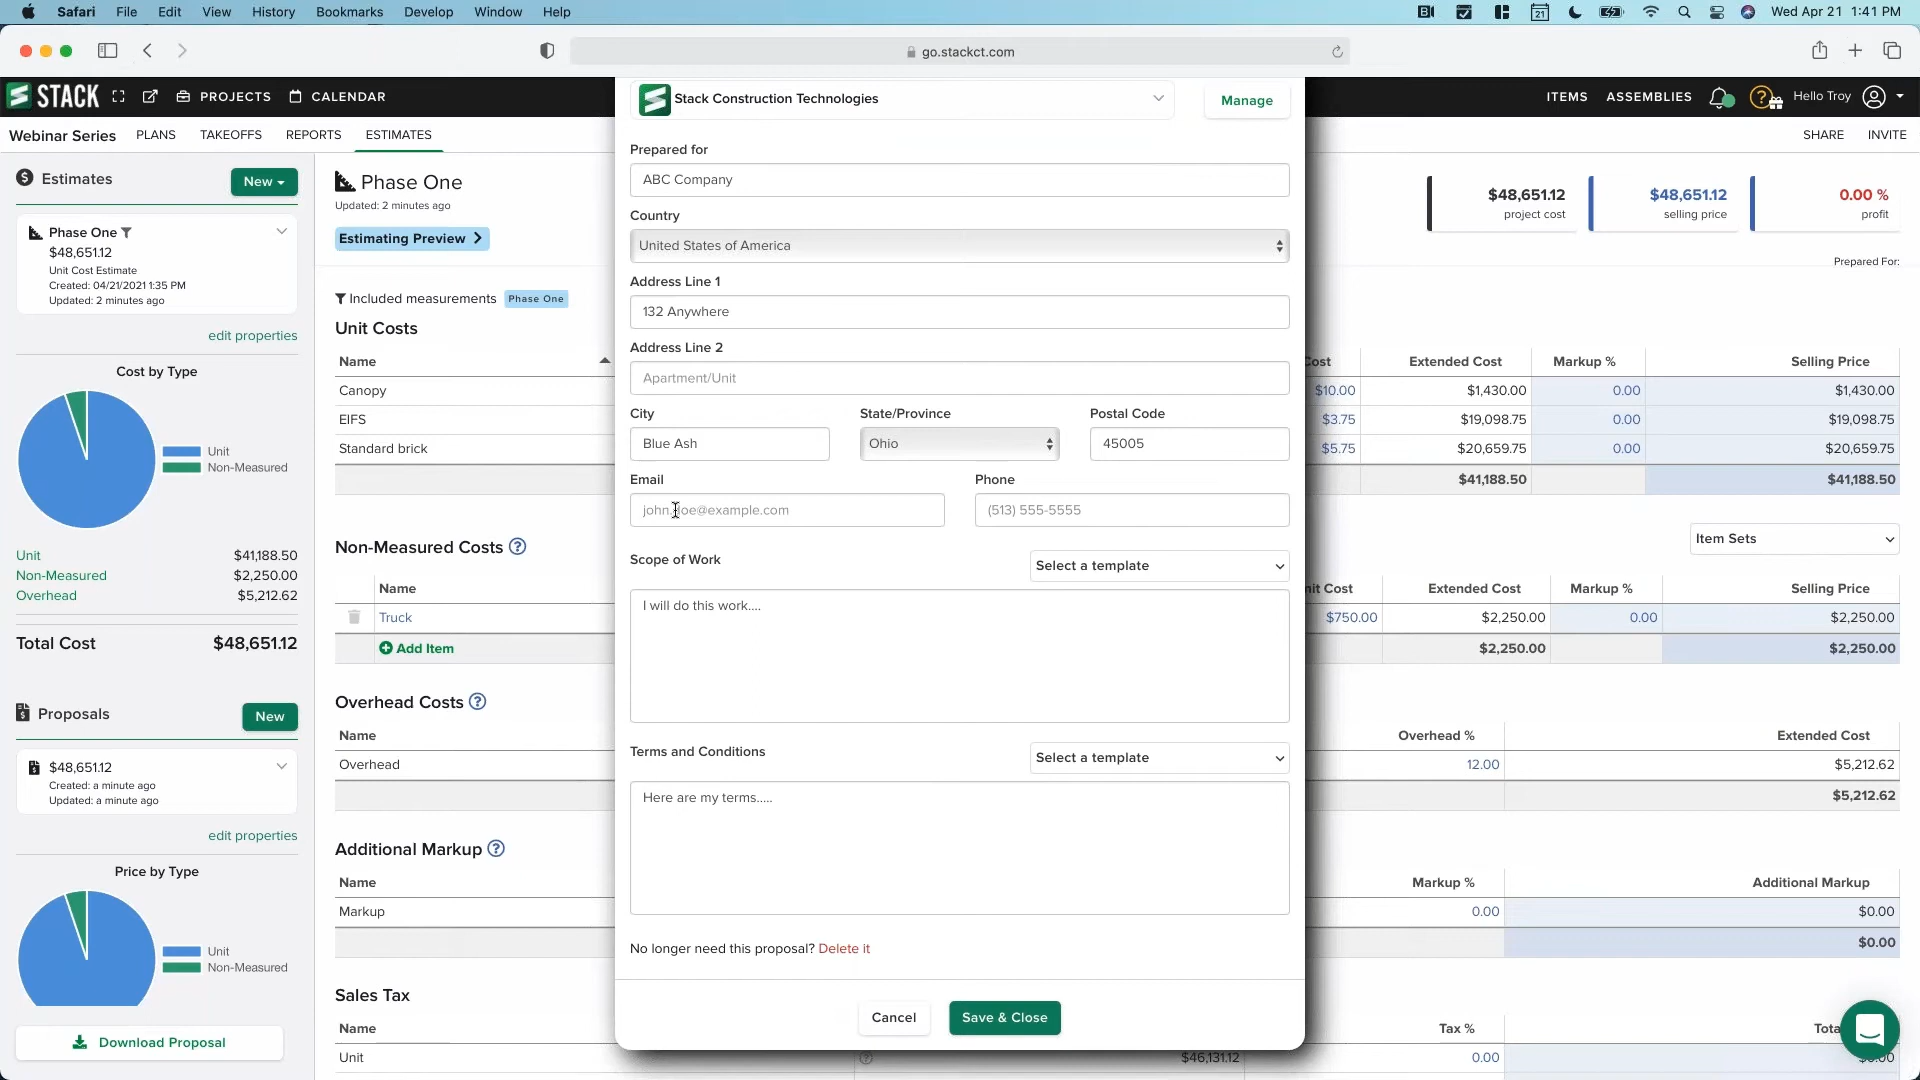 Safari File Edit View History Bookmarks Develop Window Help
21
Wed Apr 21 1:41 PM
go.stackct.com
STACK
PROJECTS
CALENDAR
ITEMS
ASSEMBLIES
Hello Troy
Webinar Series
PLANS
TAKEOFFS
REPORTS
ESTIMATES
SHARE
INVITE
Estimates
New
Phase One
$48,651.12
Unit Cost Estimate
Created: 04/21/2021 1:35 PM
Updated: 2 minutes ago
edit properties
Cost by Type
Unit
Non-Measured
Unit $41,188.50
Non-Measured $2,250.00
Overhead $5,212.62
Total Cost $48,651.12
Proposals
New
$48,651.12
Created: a minute ago
Updated: a minute ago
edit properties
Price by Type
Unit
Non-Measured
Download Proposal
Phase One
Updated: 2 minutes ago
Estimating Preview
Included measurements Phase One
Unit Costs
Name
Canopy
EIFS
Standard brick
Non-Measured Costs
Name
Truck
Add Item
Overhead Costs
Name
Overhead
Additional Markup
Name
Markup
Sales Tax
Name
Unit
$46,131.12
Stack Construction Technologies
Manage
Prepared for
ABC Company
Country
United States of America
Address Line 1
132 Anywhere
Address Line 2
Apartment/Unit
City State/Province Postal Code
Blue Ash Ohio 45005
Email Phone
john.doe@example.com (513) 555-5555
Scope of Work
Select a template
I will do this work....
Terms and Conditions
Select a template
Here are my terms.....
No longer need this proposal? Delete it
Cancel
Save & Close
$48,651.12
project cost
$48,651.12
selling price
0.00 %
profit
Prepared For:
Cost Extended Cost Markup % Selling Price
$10.00 $1,430.00 0.00 $1,430.00
$3.75 $19,098.75 0.00 $19,098.75
$5.75 $20,659.75 0.00 $20,659.75
$41,188.50 $41,188.50
Item Sets
nit Cost Extended Cost Markup % Selling Price
$750.00 $2,250.00 0.00 $2,250.00
$2,250.00 $2,250.00
Overhead % Extended Cost
12.00 $5,212.62
$5,212.62
Markup % Additional Markup
0.00 $0.00
$0.00
Tax % Tota
0.00